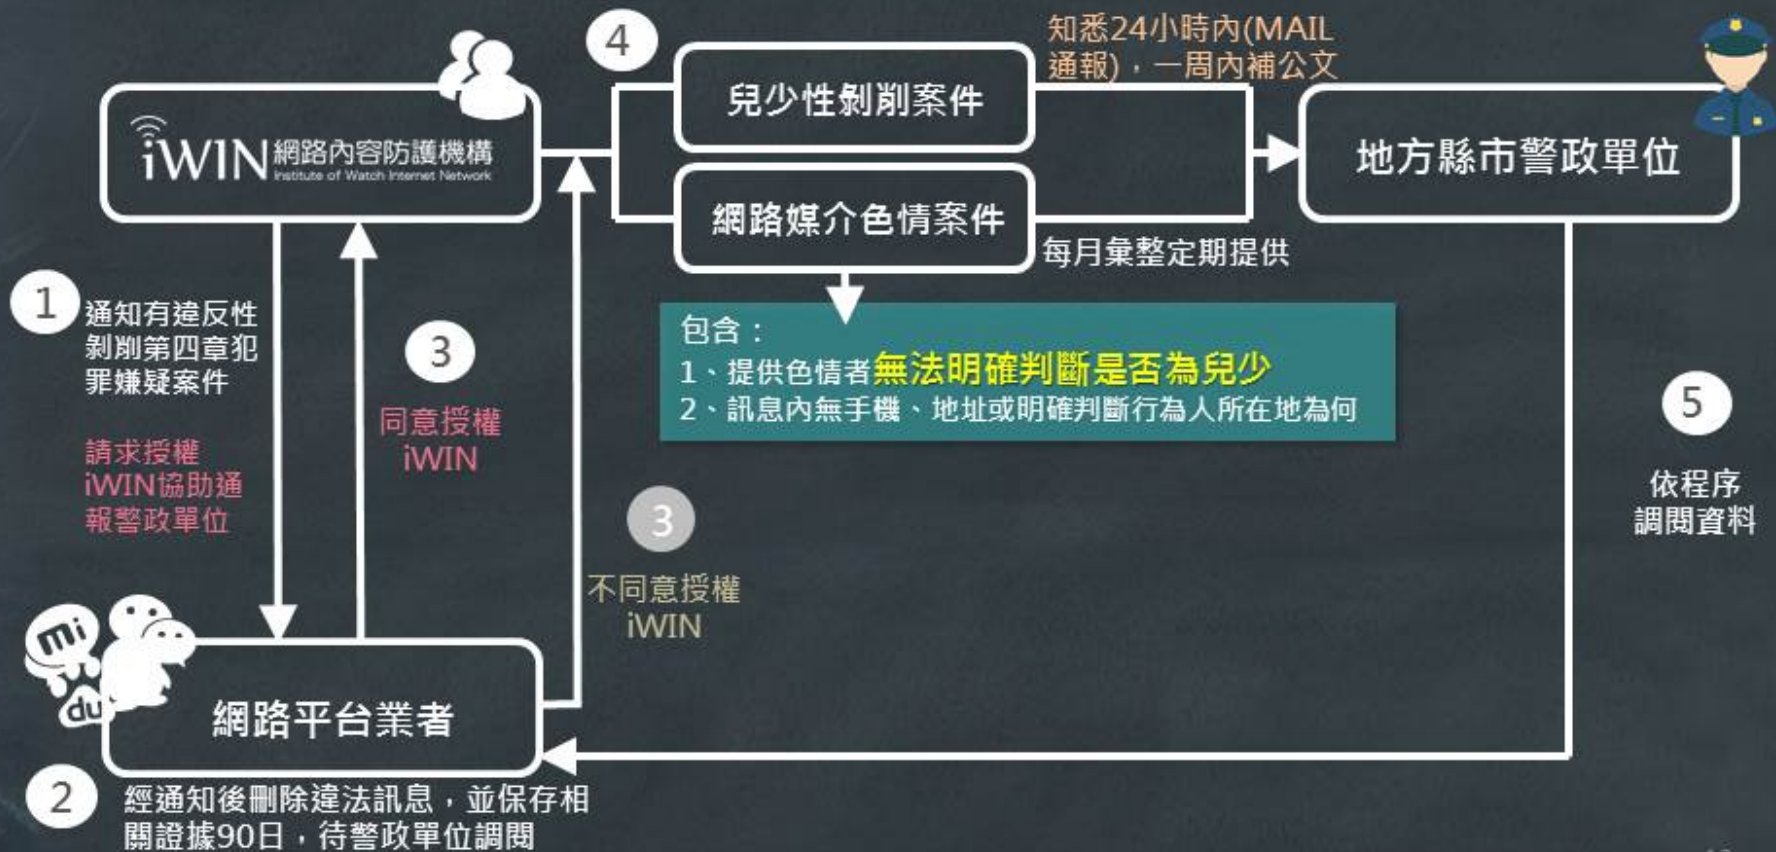 iWIN 網路內容防護機構
Institute of Watch Internet Network
4
兒少性剝削案件
知悉24小時內(MAIL
通報)，一周內補公文
網路媒介色情案件
每月彙整定期提供
地方縣市警政單位
包含：
1、提供色情者無法明確判斷是否為兒少
2、訊息內無手機、地址或明確判斷行為人所在地為何
1
通知有違反性
剝削第四章犯
罪嫌疑案件
請求授權
iWIN協助通
報警政單位
3
同意授權
iWIN
3
不同意授權
iWIN
5
依程序
調閱資料
mi
du
網路平台業者
2
經通知後刪除違法訊息，並保存相
關證據90日，待警政單位調閱